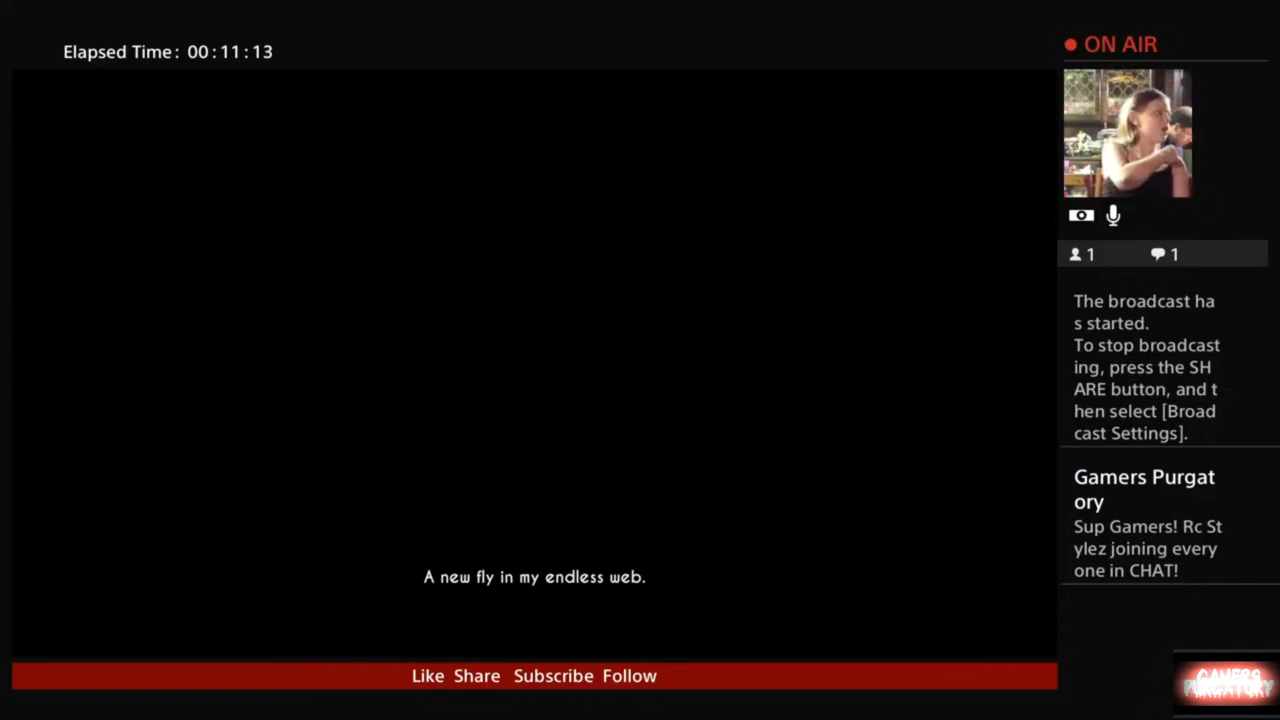 Elapsed Time: 00:11:13
ON AIR
1 1
The broadcast ha
s started.
To stop broadcast
ing, press the SH
ARE button, and t
hen select [Broad
cast Settings].
Gamers Purgat
ory
Sup Gamers! Rc St
ylez joining every
one in CHAT!
A new fly in my endless web.
Like Share Subscribe Follow
GAMERS
PURGATORY